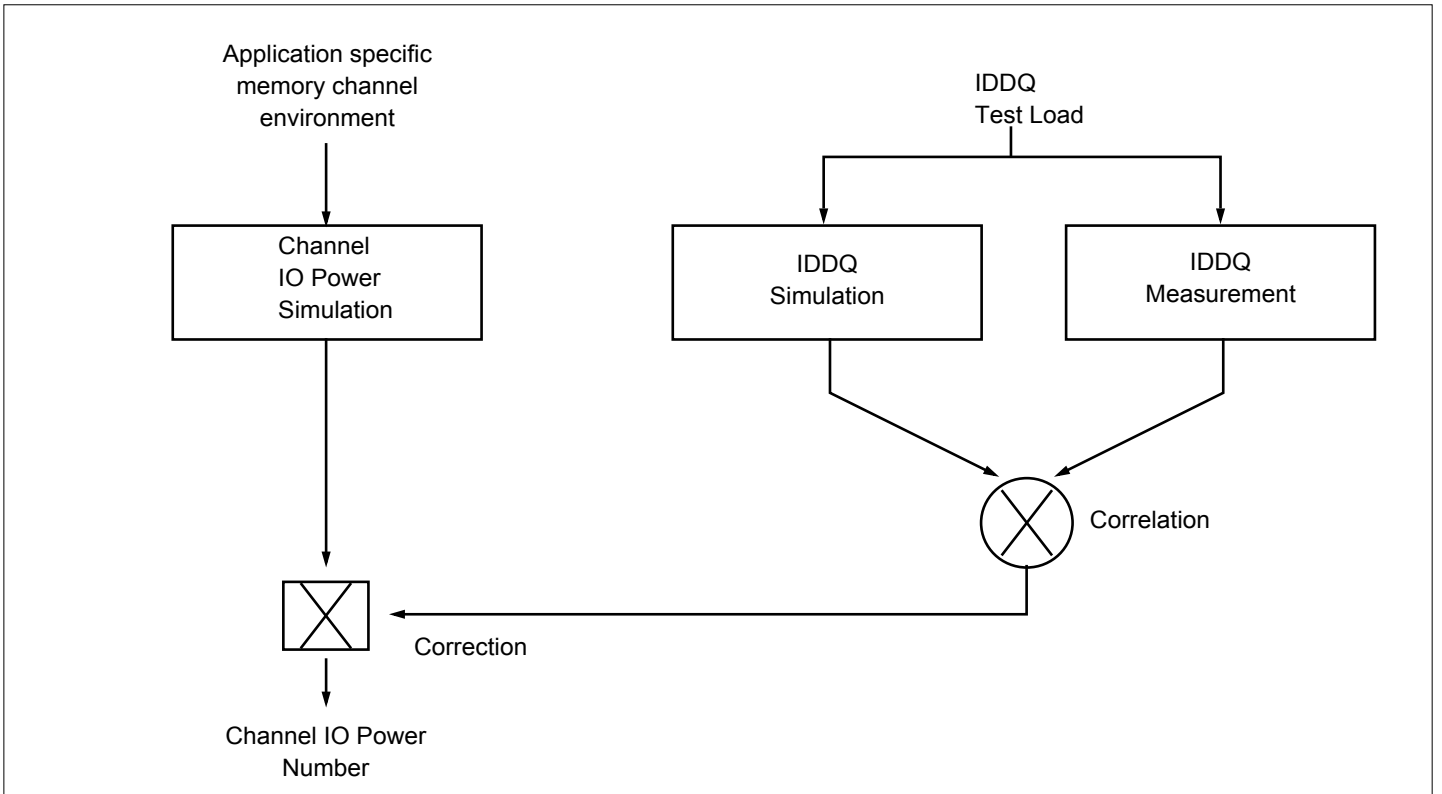 Application specific
memory channel
environment
IDDQ
Test Load
Channel
IO Power
Simulation
IDDQ
Simulation
IDDQ
Measurement
Correlation
Correction
Channel IO Power
Number